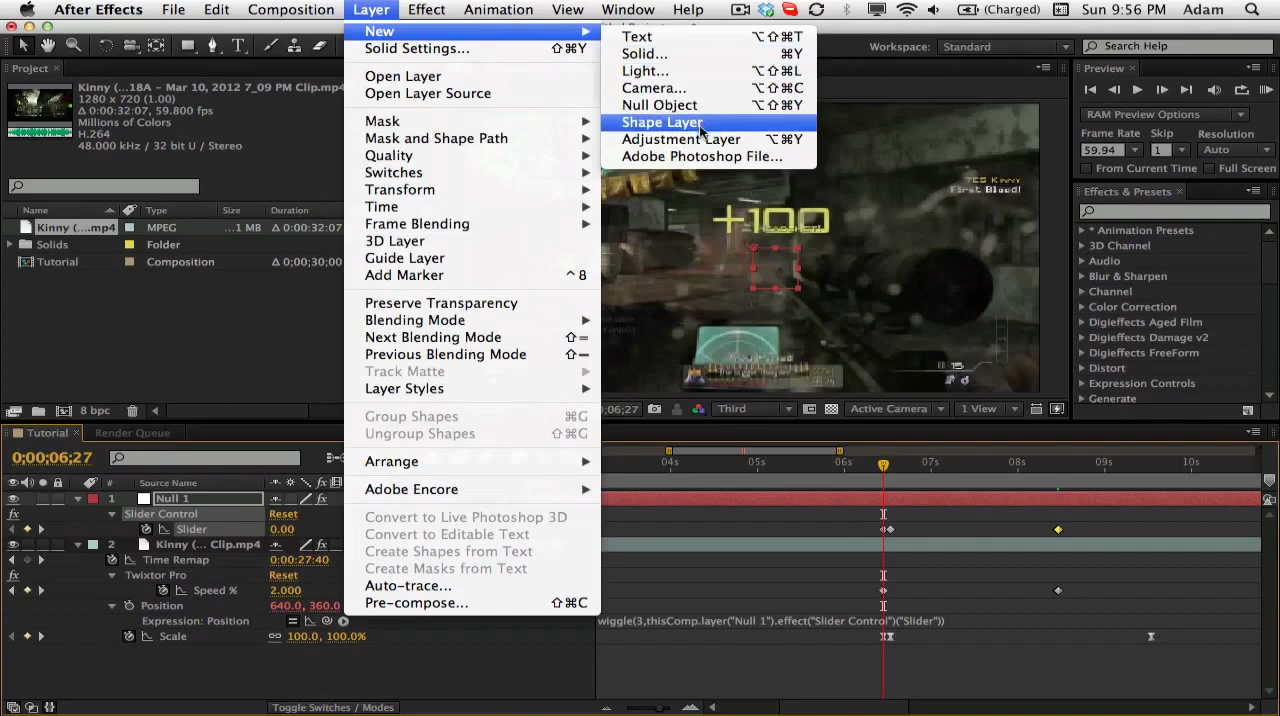 After Effects File Edit Composition Layer Effect Animation View Window Help (Charged) Sun 9:56 PM Adam
New
Text ⌥⇧⌘T
Solid Settings... ⇧⌘Y
Solid... ⌘Y
Workspace: Standard
Search Help
Project ×
Light... ⌥⇧⌘L
Preview ×
Kinny (...18A - Mar 10, 2012 7_09 PM Clip.mp4
1280 x 720 (1.00)
Δ 0:00:32:07, 59.94 fps
Millions of Colors
H.264
48.000 kHz / 32 bit U / Stereo
Open Layer
Open Layer Source
Camera... ⌥⇧⌘C
Null Object ⌥⇧⌘Y
Shape Layer
Adjustment Layer ⌥⌘Y
Adobe Photoshop File...
RAM Preview Options
Frame Rate Skip Resolution
59.94 1 Auto
From Current Time Full Screen
Mask
Mask and Shape Path
Quality
Switches
Transform
Time
Frame Blending
3D Layer
Guide Layer
Add Marker ^8
Preserve Transparency
Blending Mode
Next Blending Mode ⇧=
Previous Blending Mode ⇧−
Track Matte
Layer Styles
Group Shapes ⌘G
Ungroup Shapes ⇧⌘G
Arrange
Adobe Encore
Convert to Live Photoshop 3D
Convert to Editable Text
Create Shapes from Text
Create Masks from Text
Auto-trace...
Pre-compose... ⇧⌘C
First Blood!
+100
15
Effects & Presets ×
* Animation Presets
3D Channel
Audio
Blur & Sharpen
Channel
Color Correction
Digieffects Aged Film
Digieffects Damage v2
Digieffects FreeForm
Distort
Expression Controls
Generate
Name Type Size Duration
Kinny (....mp4 MPEG ...1 MB Δ 0:00:32:07
Solids Folder
Tutorial Composition Δ 0;00;30;00
8 bpc
0;06;27 Third Active Camera 1 View
Tutorial × Render Queue
0;00;06;27
04s 05s 06s 07s 08s 09s 10s
# Source Name
1 Null 1
Slider Control Reset
Slider 0.00
2 Kinny (... Clip.mp4
Time Remap 0:00:27:40
Twixtor Pro Reset
Speed % 2.000
Position 640.0, 360.0
Expression: Position
wiggle(3,thisComp.layer("Null 1").effect("Slider Control")("Slider"))
Scale 100.0, 100.0%
Toggle Switches / Modes